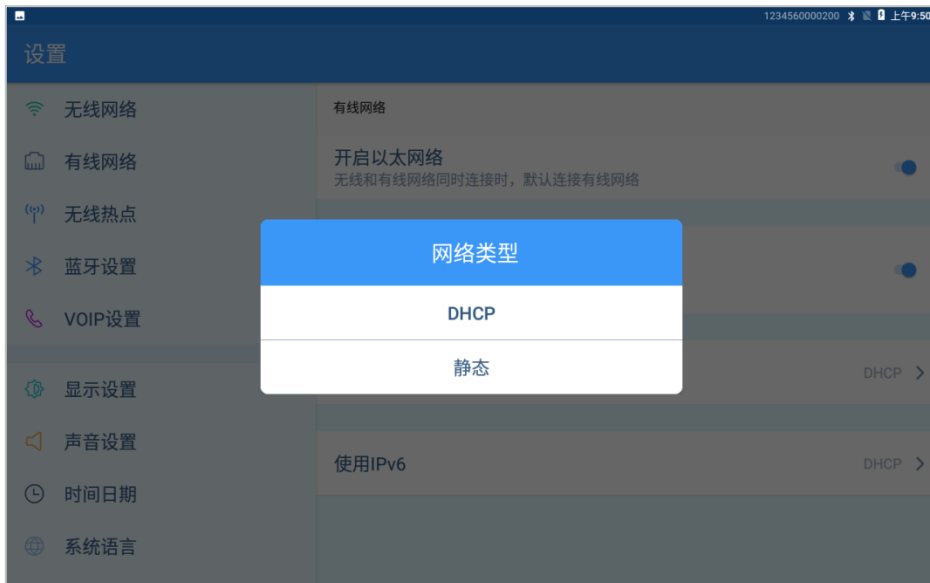 1234560000200 上午9:50
设置
无线网络
有线网络
无线热点
蓝牙设置
VOIP设置
显示设置
声音设置
时间日期
系统语言
有线网络
开启以太网络
无线和有线网络同时连接时，默认连接有线网络
网络类型
DHCP
静态
DHCP
使用IPv6
DHCP